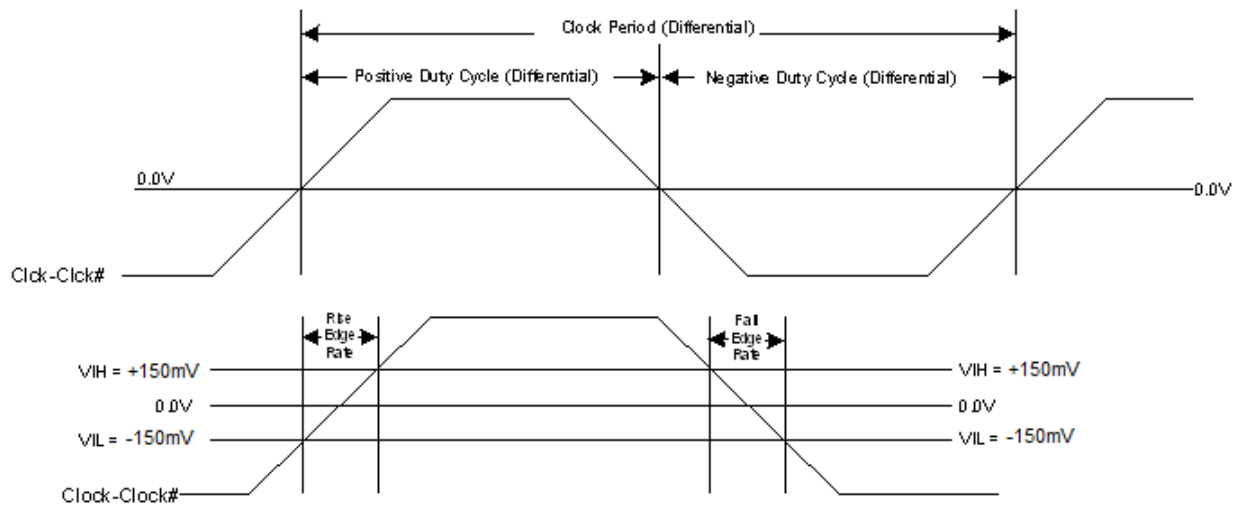 Clock Period (Differential)
Positive Duty Cycle (Differential)
Negative Duty Cycle (Differential)
0.0V
0.0V
Clck-Clck#
Rise
Edge
Rate
Fall
Edge
Rate
VIH = +150mV
VIH = +150mV
0.0V
0.0V
VIL = -150mV
VIL = -150mV
Clock-Clock#